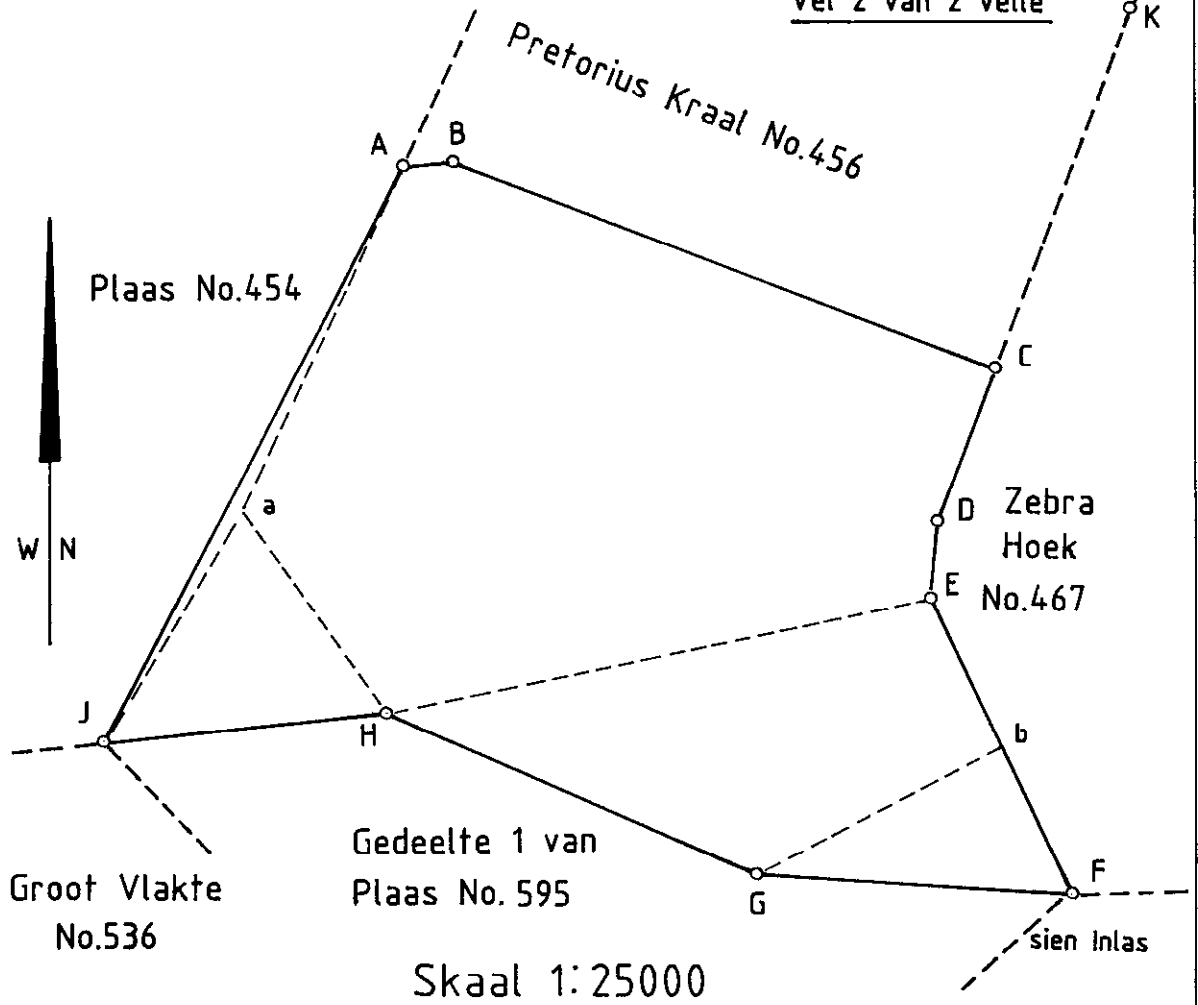 Vel 2 van 2 Velle
K
Pretorius Kraal No.456
A
B
Plaas No.454
C
W N
a
D
Zebra
Hoek
No.467
E
J
H
b
Gedeelte 1 van
Plaas No. 595
Groot Vlakte
No.536
G
F
sien Inlas
Skaal 1:25000